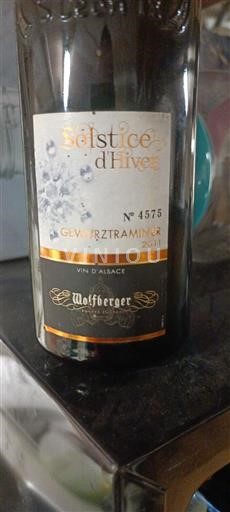 Solstice
d'Hiver
N° 4575
GEWURZTRAMINER
2011
VINIOU
VIN D'ALSACE
Wolfberger